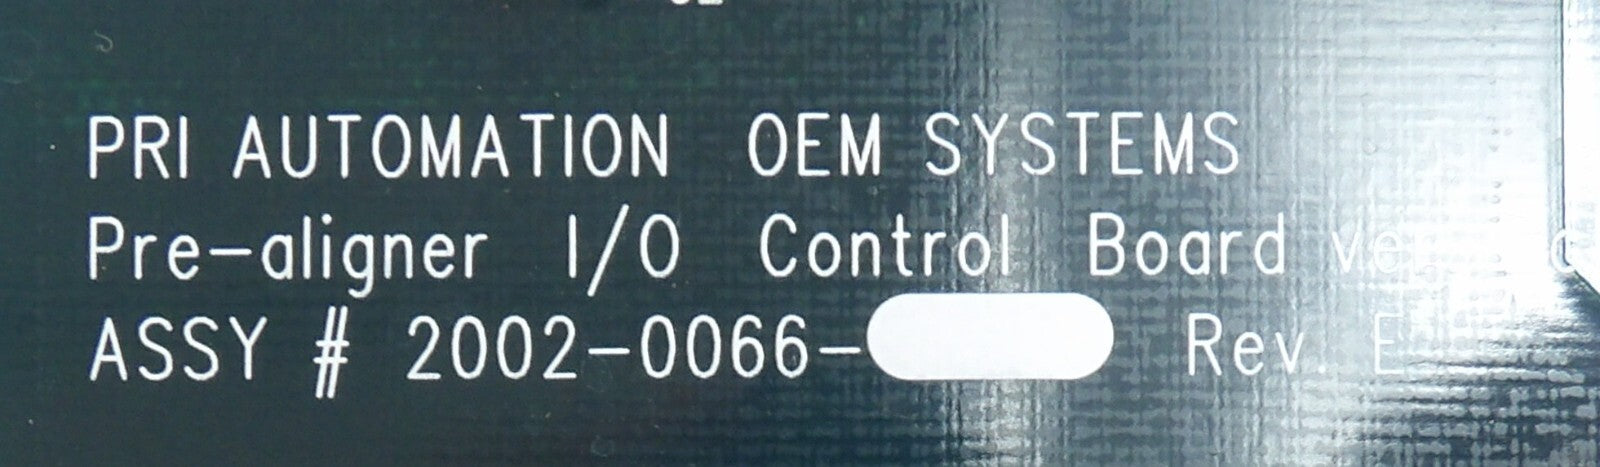 PRI AUTOMATION OEM SYSTEMS
Pre-aligner I/O Control Board
ASSY # 2002-0066- Rev.